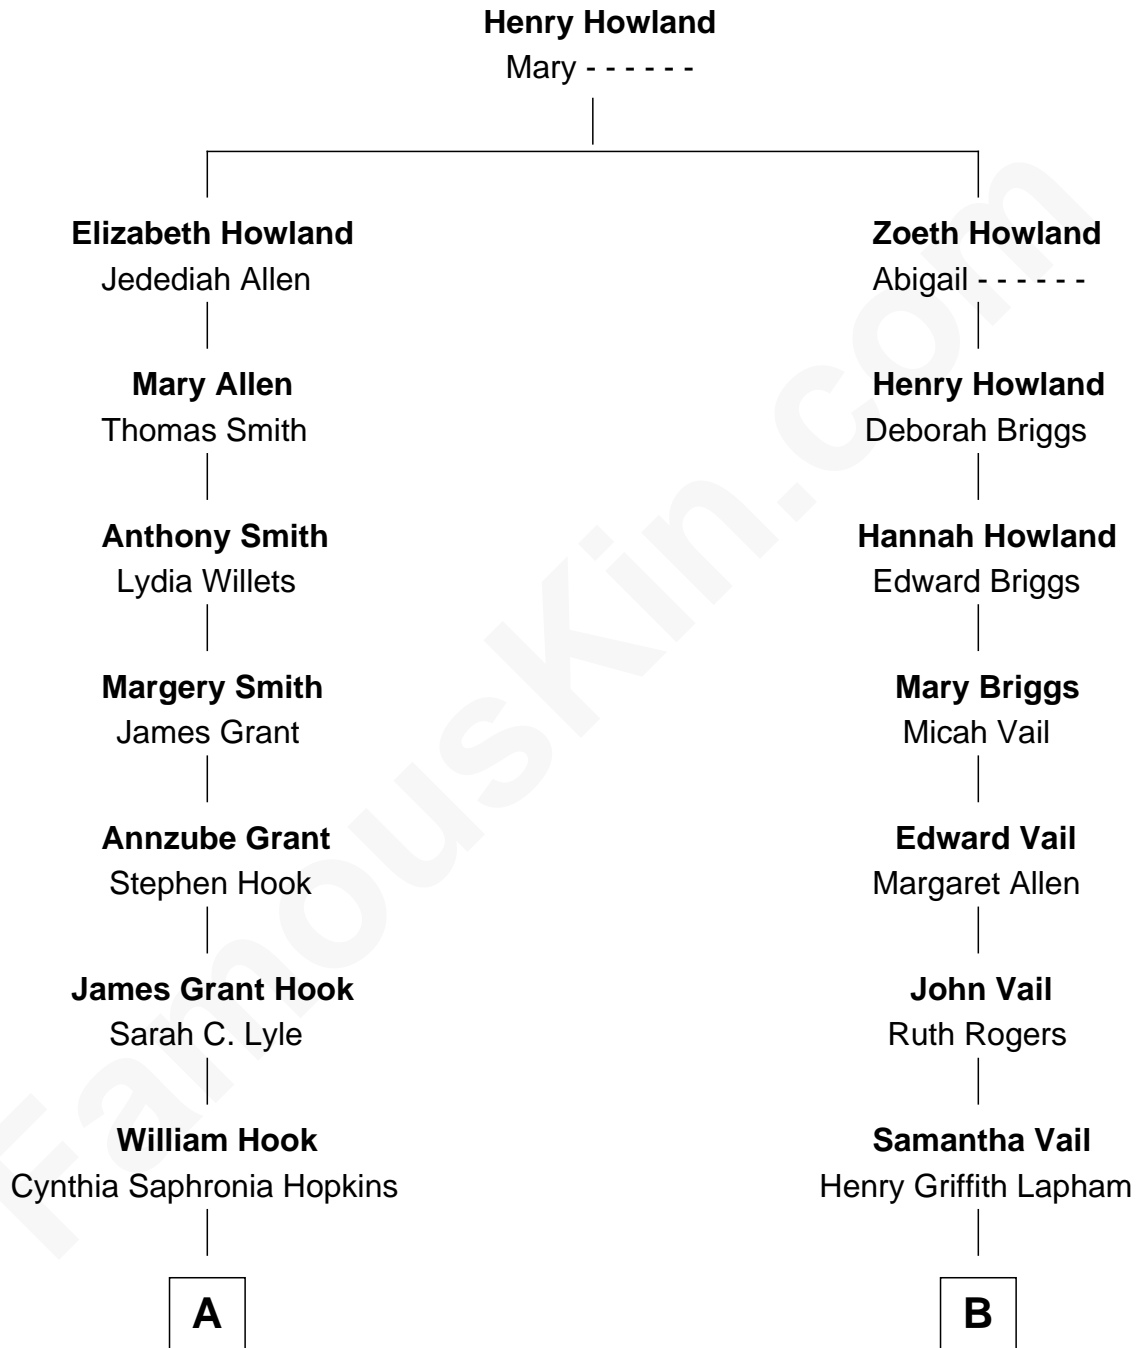 Henry Howland
Mary - - - - - -
Elizabeth Howland
Jedediah Allen
Mary Allen
Thomas Smith
Anthony Smith
Lydia Willets
Margery Smith
James Grant
Annzube Grant
Stephen Hook
James Grant Hook
Sarah C. Lyle
William Hook
Cynthia Saphronia Hopkins
A
Zoeth Howland
Abigail - - - - - -
Henry Howland
Deborah Briggs
Hannah Howland
Edward Briggs
Mary Briggs
Micah Vail
Edward Vail
Margaret Allen
John Vail
Ruth Rogers
Samantha Vail
Henry Griffith Lapham
B
FamousKin.com